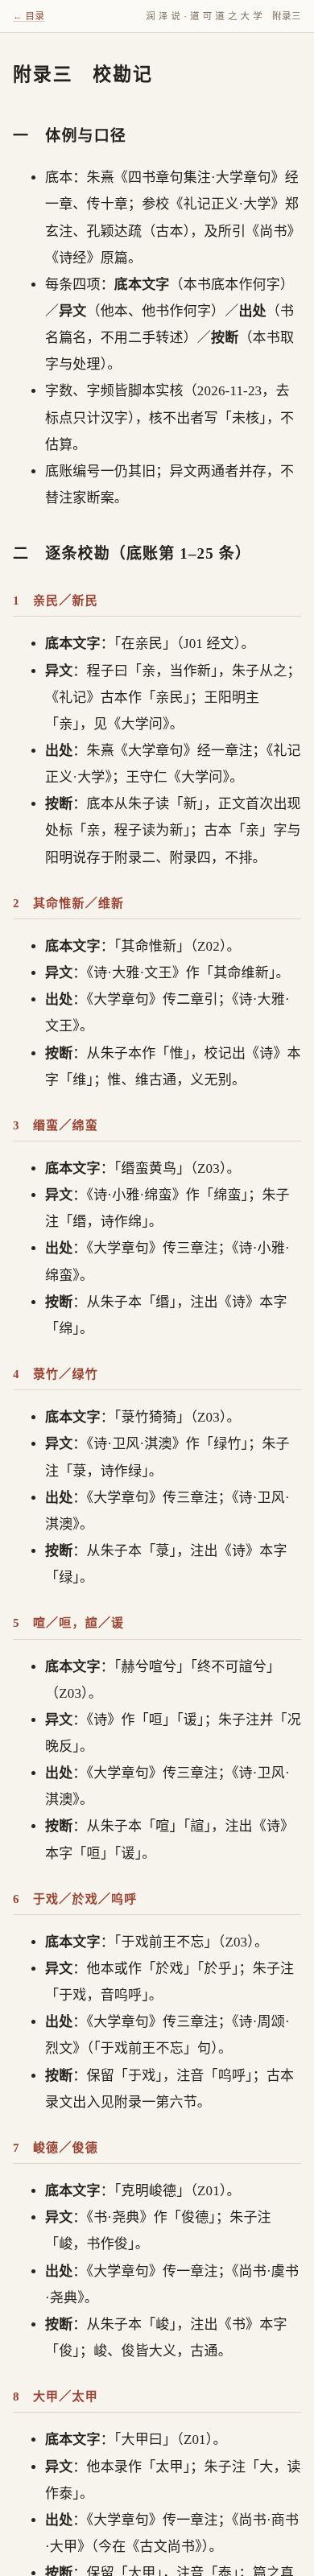 ← 目录
润泽说·道可道之大学 附录三
附录三 校勘记
一 体例与口径
• 底本：朱熹《四书章句集注·大学章句》经
一章、传十章；参校《礼记正义·大学》郑
玄注、孔颖达疏（古本），及所引《尚书》
《诗经》原篇。
• 每条四项：底本文字（本书底本作何字）
／异文（他本、他书作何字）／出处（书
名篇名，不用二手转述）／按断（本书取
字与处理）。
• 字数、字频皆脚本实核（2026-11-23，去
标点只计汉字），核不出者写「未核」，不
估算。
• 底账编号一仍其旧；异文两通者并存，不
替注家断案。
二 逐条校勘（底账第 1–25 条）
1 亲民／新民
• 底本文字：「在亲民」（J01 经文）。
• 异文：程子曰「亲，当作新」，朱子从之；
《礼记》古本作「亲民」；王阳明主
「亲」，见《大学问》。
• 出处：朱熹《大学章句》经一章注；《礼记
正义·大学》；王守仁《大学问》。
• 按断：底本从朱子读「新」，正文首次出现
处标「亲，程子读为新」；古本「亲」字与
阳明说存于附录二、附录四，不排。
2 其命惟新／维新
• 底本文字：「其命惟新」（Z02）。
• 异文：《诗·大雅·文王》作「其命维新」。
• 出处：《大学章句》传二章引；《诗·大雅·
文王》。
• 按断：从朱子本作「惟」，校记出《诗》本
字「维」；惟、维古通，义无别。
3 缗蛮／绵蛮
• 底本文字：「缗蛮黄鸟」（Z03）。
• 异文：《诗·小雅·绵蛮》作「绵蛮」；朱子
注「缗，诗作绵」。
• 出处：《大学章句》传三章注；《诗·小雅·
绵蛮》。
• 按断：从朱子本「缗」，注出《诗》本字
「绵」。
4 菉竹／绿竹
• 底本文字：「菉竹猗猗」（Z03）。
• 异文：《诗·卫风·淇澳》作「绿竹」；朱子
注「菉，诗作绿」。
• 出处：《大学章句》传三章注；《诗·卫风·
淇澳》。
• 按断：从朱子本「菉」，注出《诗》本字
「绿」。
5 喧／咺，諠／谖
• 底本文字：「赫兮喧兮」「终不可諠兮」
（Z03）。
• 异文：《诗》作「咺」「谖」；朱子注并「况
晚反」。
• 出处：《大学章句》传三章注；《诗·卫风·
淇澳》。
• 按断：从朱子本「喧」「諠」，注出《诗》
本字「咺」「谖」。
6 于戏／於戏／呜呼
• 底本文字：「于戏前王不忘」（Z03）。
• 异文：他本或作「於戏」「於乎」；朱子注
「于戏，音呜呼」。
• 出处：《大学章句》传三章注；《诗·周颂·
烈文》（「于戏前王不忘」句）。
• 按断：保留「于戏」，注音「呜呼」；古本
录文出入见附录一第六节。
7 峻德／俊德
• 底本文字：「克明峻德」（Z01）。
• 异文：《书·尧典》作「俊德」；朱子注
「峻，书作俊」。
• 出处：《大学章句》传一章注；《尚书·虞书
·尧典》。
• 按断：从朱子本「峻」，注出《书》本字
「俊」；峻、俊皆大义，古通。
8 大甲／太甲
• 底本文字：「大甲曰」（Z01）。
• 异文：他本录作「太甲」；朱子注「大，读
作泰」。
• 出处：《大学章句》传一章注；《尚书·商书
·大甲》（今在《古文尚书》）。
• 按断：保留「大甲」，注音「泰」；篇之真